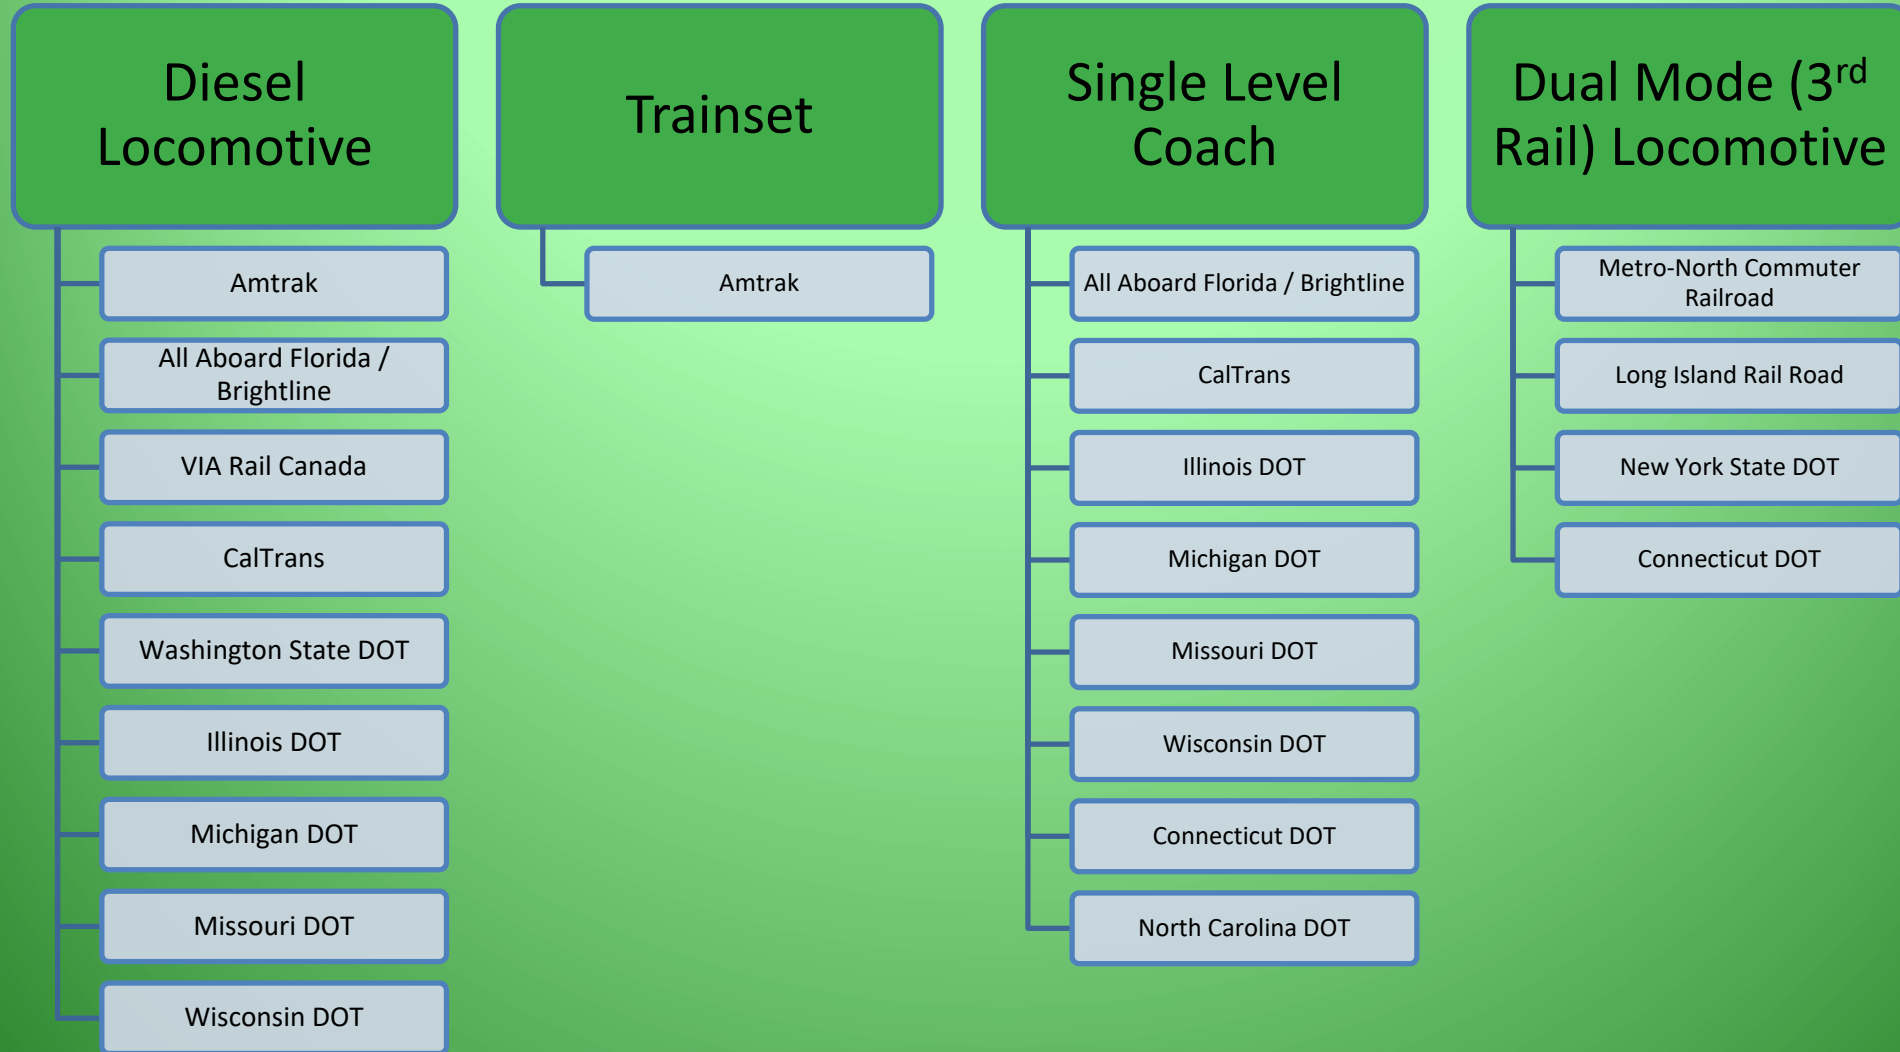 Diesel
Locomotive
Amtrak
All Aboard Florida /
Brightline
VIA Rail Canada
CalTrans
Washington State DOT
Illinois DOT
Michigan DOT
Missouri DOT
Wisconsin DOT
Trainset
Amtrak
Single Level
Coach
All Aboard Florida / Brightline
CalTrans
Illinois DOT
Michigan DOT
Missouri DOT
Wisconsin DOT
Connecticut DOT
North Carolina DOT
Dual Mode (3rd
Rail) Locomotive
Metro-North Commuter
Railroad
Long Island Rail Road
New York State DOT
Connecticut DOT